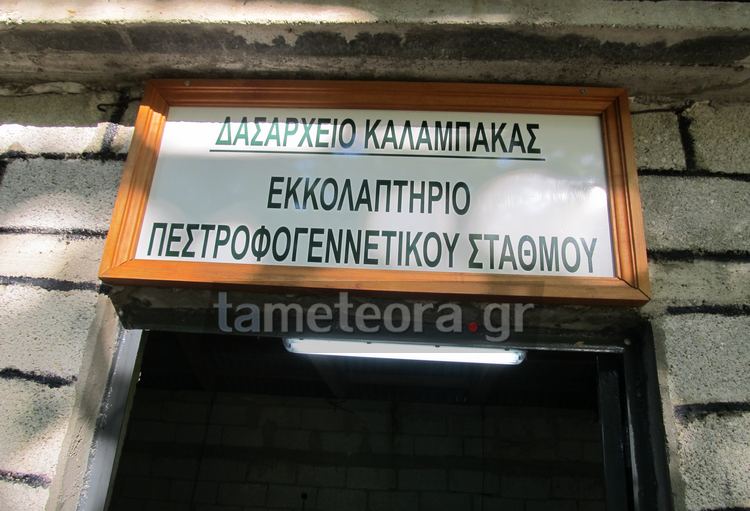 ΔΑΣΑΡΧΕΙΟ ΚΑΛΑΜΠΑΚΑΣ
ΕΚΚΟΛΑΠΤΗΡΙΟ
ΠΕΣΤΡΟΦΟΓΕΝΝΕΤΙΚΟΥ ΣΤΑΘΜΟΥ
tameteora.gr